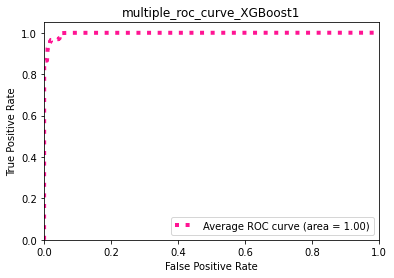 multiple_roc_curve_XGBoost1
True Positive Rate
1.0
0.8
0.6
0.4
0.2
0.0
Average ROC curve (area = 1.00)
0.0 0.2 0.4 0.6 0.8 1.0
False Positive Rate